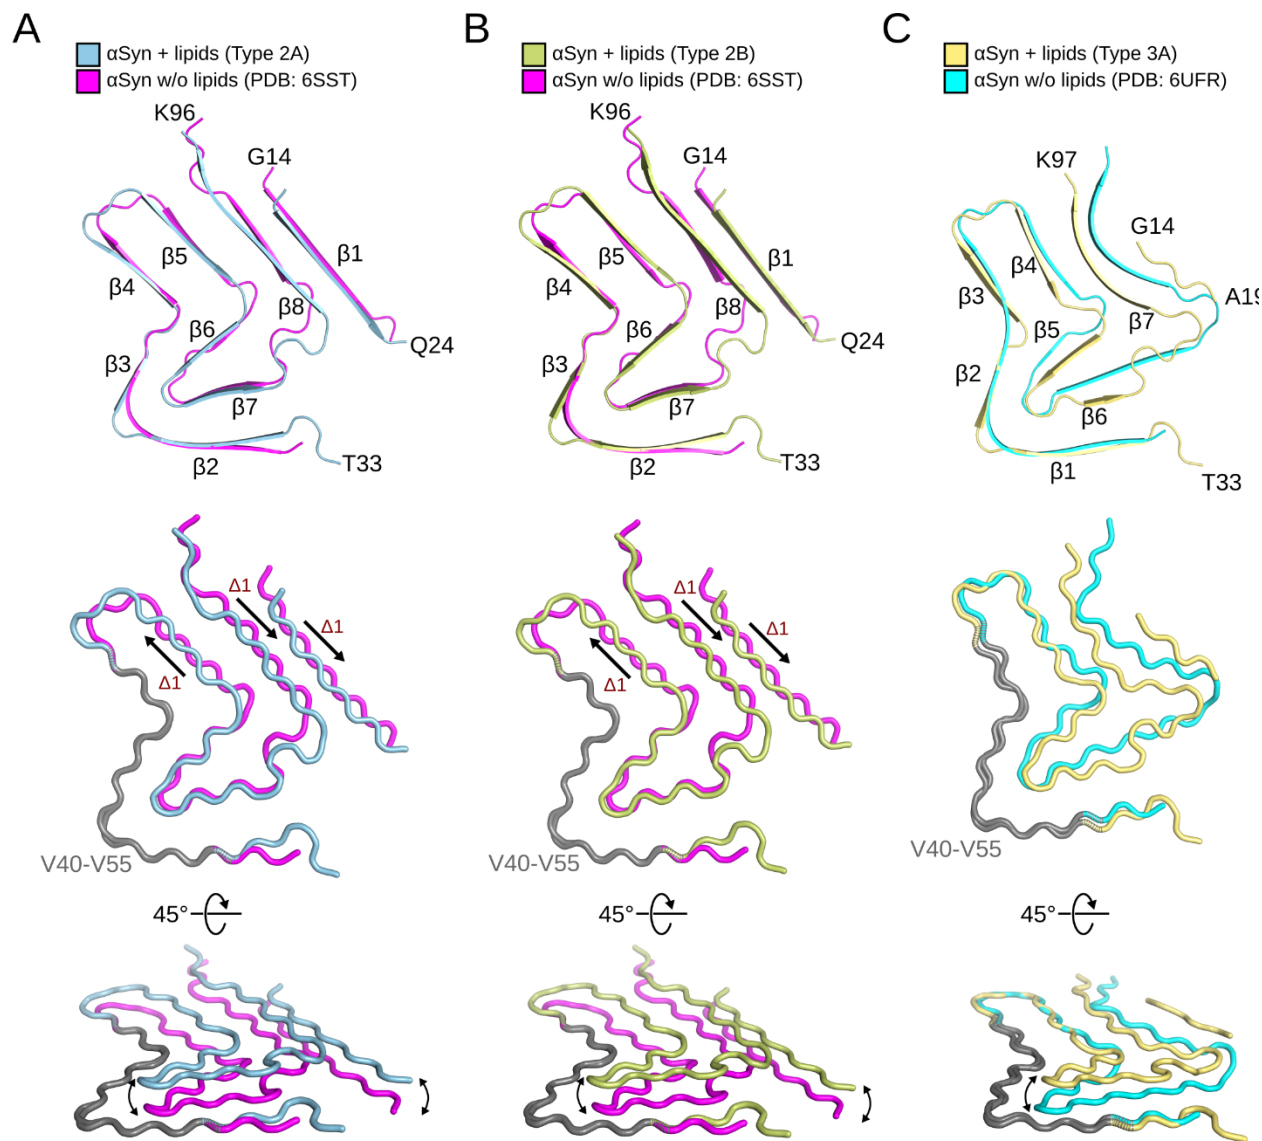 A
αSyn + lipids (Type 2A)
αSyn w/o lipids (PDB: 6SST)
K96
G14
β5
β1
β4
β8
β6
β3
β7
T33
β2
Q24
Δ1
Δ1
Δ1
V40-V55
45°
B
αSyn + lipids (Type 2B)
αSyn w/o lipids (PDB: 6SST)
K96
G14
β5
β1
β4
β8
β6
β3
Q24
β7
T33
β2
Δ1
Δ1
Δ1
V40-V55
45°
C
αSyn + lipids (Type 3A)
αSyn w/o lipids (PDB: 6UFR)
K97
G14
β4
β3
A19
β7
β5
β2
β6
β1
T33
V40-V55
45°